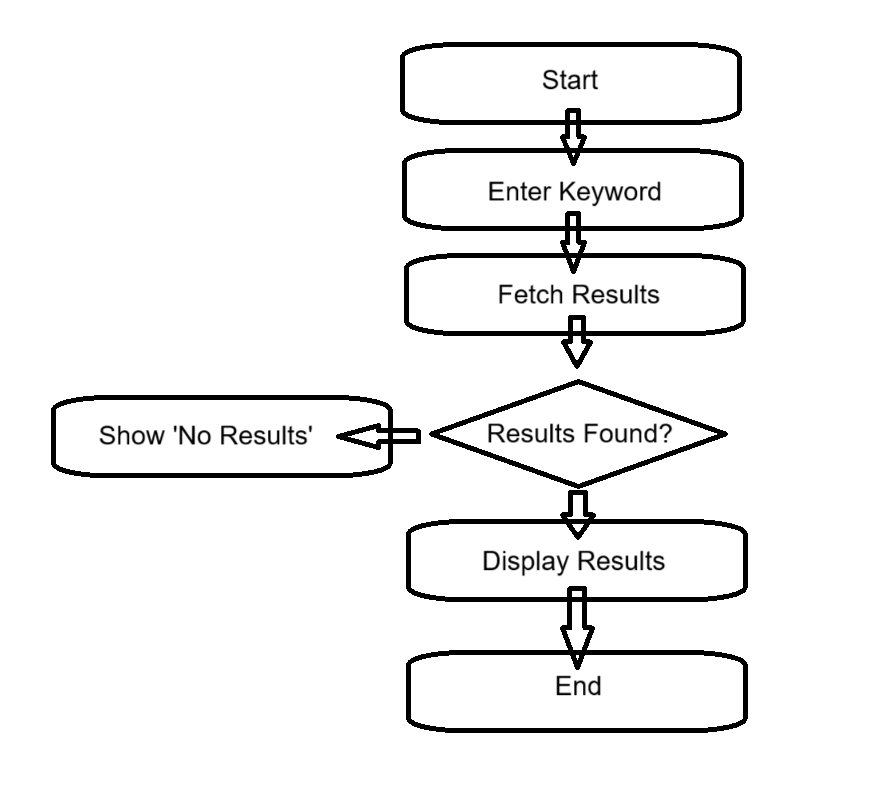 Start
Enter Keyword
Fetch Results
Show 'No Results'
Results Found?
Display Results
End